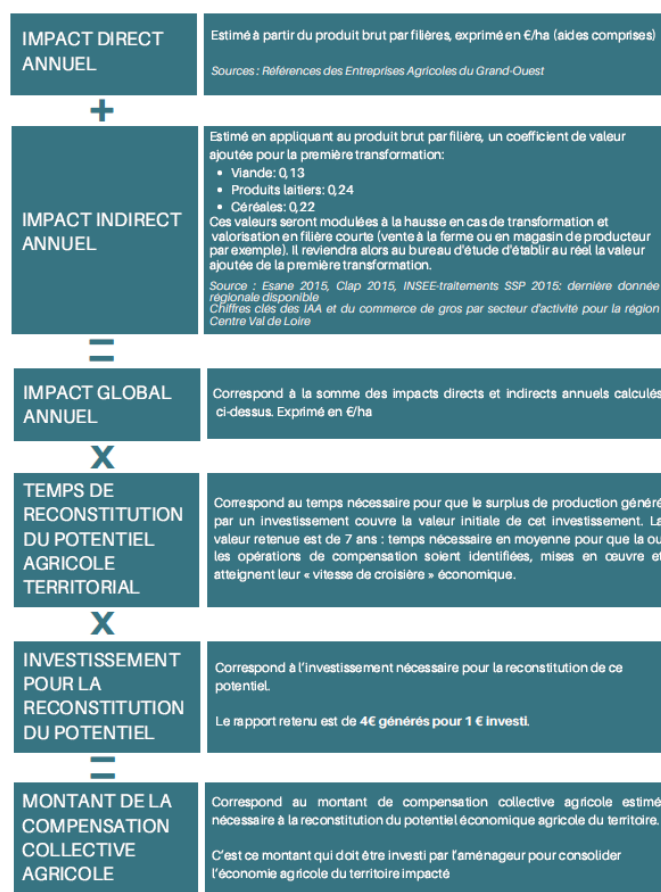 IMPACT DIRECT
ANNUEL
Estimé à partir du produit brut par filières, exprimé en €/ha (aides comprises)
Sources : Références des Entreprises Agricoles du Grand-Ouest
+
IMPACT INDIRECT
ANNUEL
Estimé en appliquant au produit brut par filière, un coefficient de valeur
ajoutée pour la première transformation:
• Viande: 0,13
• Produits laitiers: 0,24
• Céréales: 0,22
Ces valeurs seront modulées à la hausse en cas de transformation et
valorisation en filière courte (vente à la ferme ou en magasin de producteur
par exemple). Il reviendra alors au bureau d'étude d'établir au réel la valeur
ajoutée de la première transformation.
Source : Esane 2015, Clap 2015, INSEE-traitements SSP 2015: dernière donnée
régionale disponible
Chiffres clés des IAA et du commerce de gros par secteur d'activité pour la région
Centre Val de Loire
=
IMPACT GLOBAL
ANNUEL
Correspond à la somme des impacts directs et indirects annuels calculés
ci-dessus. Exprimé en €/ha
X
TEMPS DE
RECONSTITUTION
DU POTENTIEL
AGRICOLE
TERRITORIAL
Correspond au temps nécessaire pour que le surplus de production généré
par un investissement couvre la valeur initiale de cet investissement. La
valeur retenue est de 7 ans : temps nécessaire en moyenne pour que la ou
les opérations de compensation soient identifiées, mises en œuvre et
atteignent leur « vitesse de croisière » économique.
X
INVESTISSEMENT
POUR LA
RECONSTITUTION
DU POTENTIEL
Correspond à l'investissement nécessaire pour la reconstitution de ce
potentiel.
Le rapport retenu est de 4€ générés pour 1 € investi.
=
MONTANT DE LA
COMPENSATION
COLLECTIVE
AGRICOLE
Correspond au montant de compensation collective agricole estimé
nécessaire à la reconstitution du potentiel économique agricole du territoire.
C'est ce montant qui doit être investi par l'aménageur pour consolider
l'économie agricole du territoire impacté